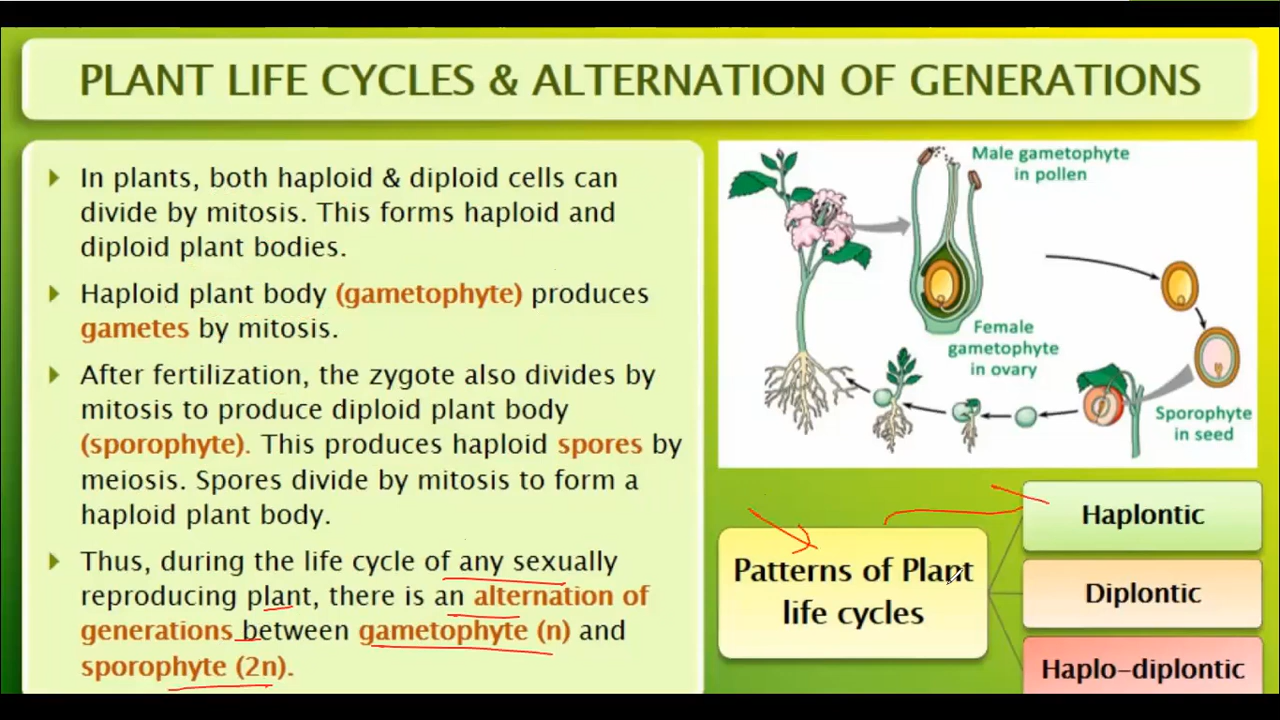 PLANT LIFE CYCLES & ALTERNATION OF GENERATIONS
In plants, both haploid & diploid cells can
divide by mitosis. This forms haploid and
diploid plant bodies.
Haploid plant body (gametophyte) produces
gametes by mitosis.
After fertilization, the zygote also divides by
mitosis to produce diploid plant body
(sporophyte). This produces haploid spores by
meiosis. Spores divide by mitosis to form a
haploid plant body.
Thus, during the life cycle of any sexually
reproducing plant, there is an alternation of
generations between gametophyte (n) and
sporophyte (2n).
Male gametophyte
in pollen
Female
gametophyte
in ovary
Sporophyte
in seed
Patterns of Plant
life cycles
Haplontic
Diplontic
Haplo-diplontic